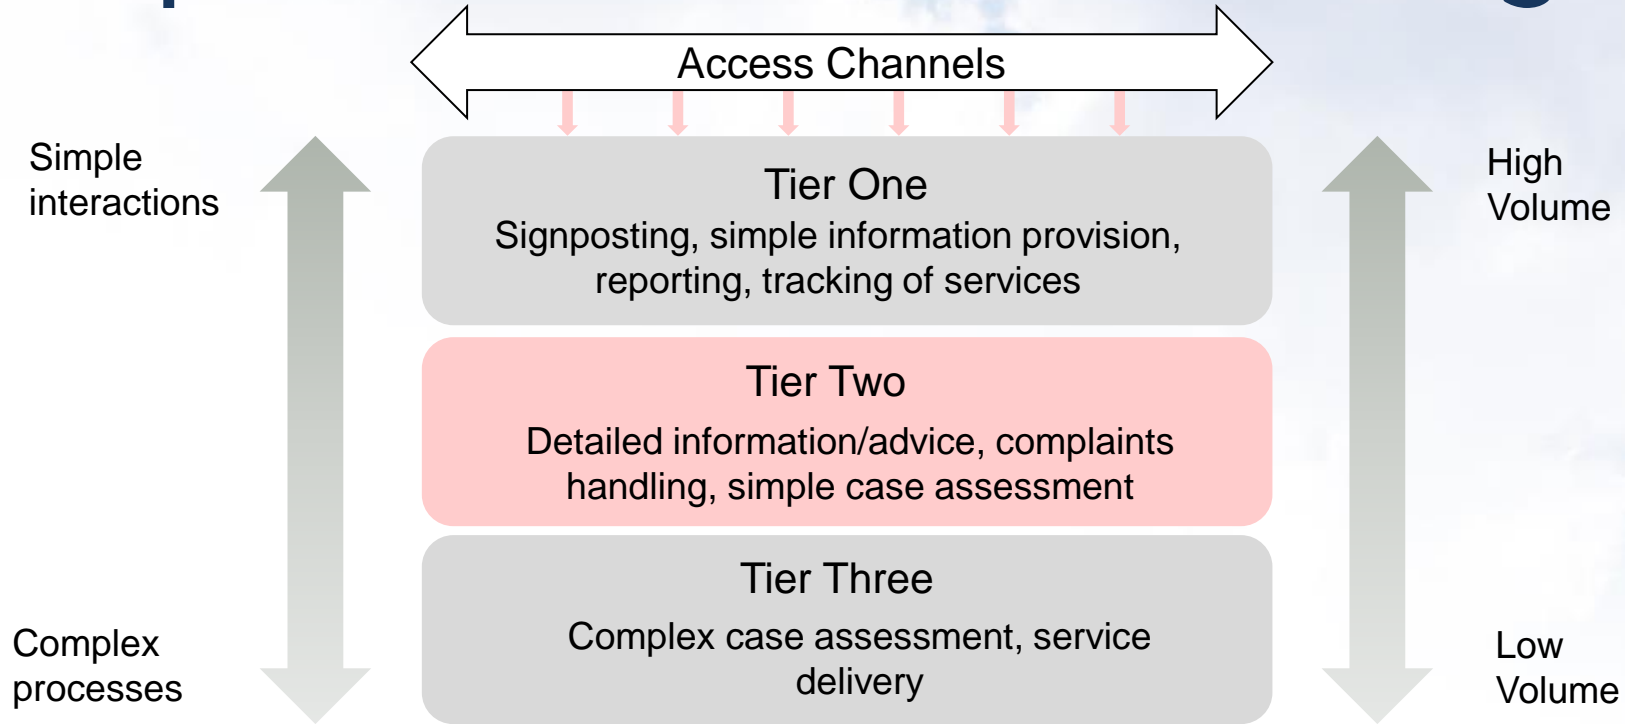 Access Channels
Simple
interactions
High
Volume
Tier One
Signposting, simple information provision,
reporting, tracking of services
Tier Two
Detailed information/advice, complaints
handling, simple case assessment
Tier Three
Complex case assessment, service
delivery
Complex
processes
Low
Volume